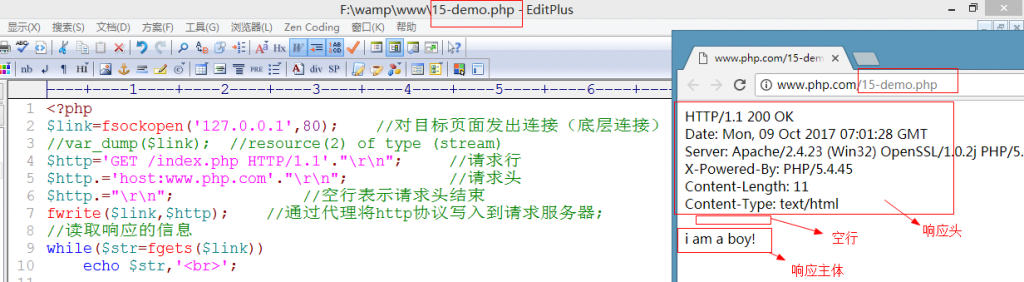 F:\wamp\www\15-demo.php - EditPlus
显示(X) 搜索(S) 文档(D) 方案(P) 工具(G) 浏览器(L) Zen Coding 窗口(K) 帮助
nb ¶ Hi A div SP
----+----1----+----2----+----3----+----4----+----5----+----6----+----
1 <?php
2 $link=fsockopen('127.0.0.1',80); //对目标页面发出连接（底层连接）
3 //var_dump($link); //resource(2) of type (stream)
4 $http='GET /index.php HTTP/1.1'."\r\n"; //请求行
5 $http.='host:www.php.com'."\r\n"; //请求头
6 $http.="\r\n"; //空行表示请求头结束
7 fwrite($link,$http); //通过代理将http协议写入到请求服务器;
8 //读取响应的信息
9 while($str=fgets($link))
10 echo $str,'<br>';
11
www.php.com/15-dem
www.php.com/15-demo.php
HTTP/1.1 200 OK
Date: Mon, 09 Oct 2017 07:01:28 GMT
Server: Apache/2.4.23 (Win32) OpenSSL/1.0.2j PHP/5.
X-Powered-By: PHP/5.4.45
Content-Length: 11
Content-Type: text/html
响应头
空行
i am a boy!
响应主体